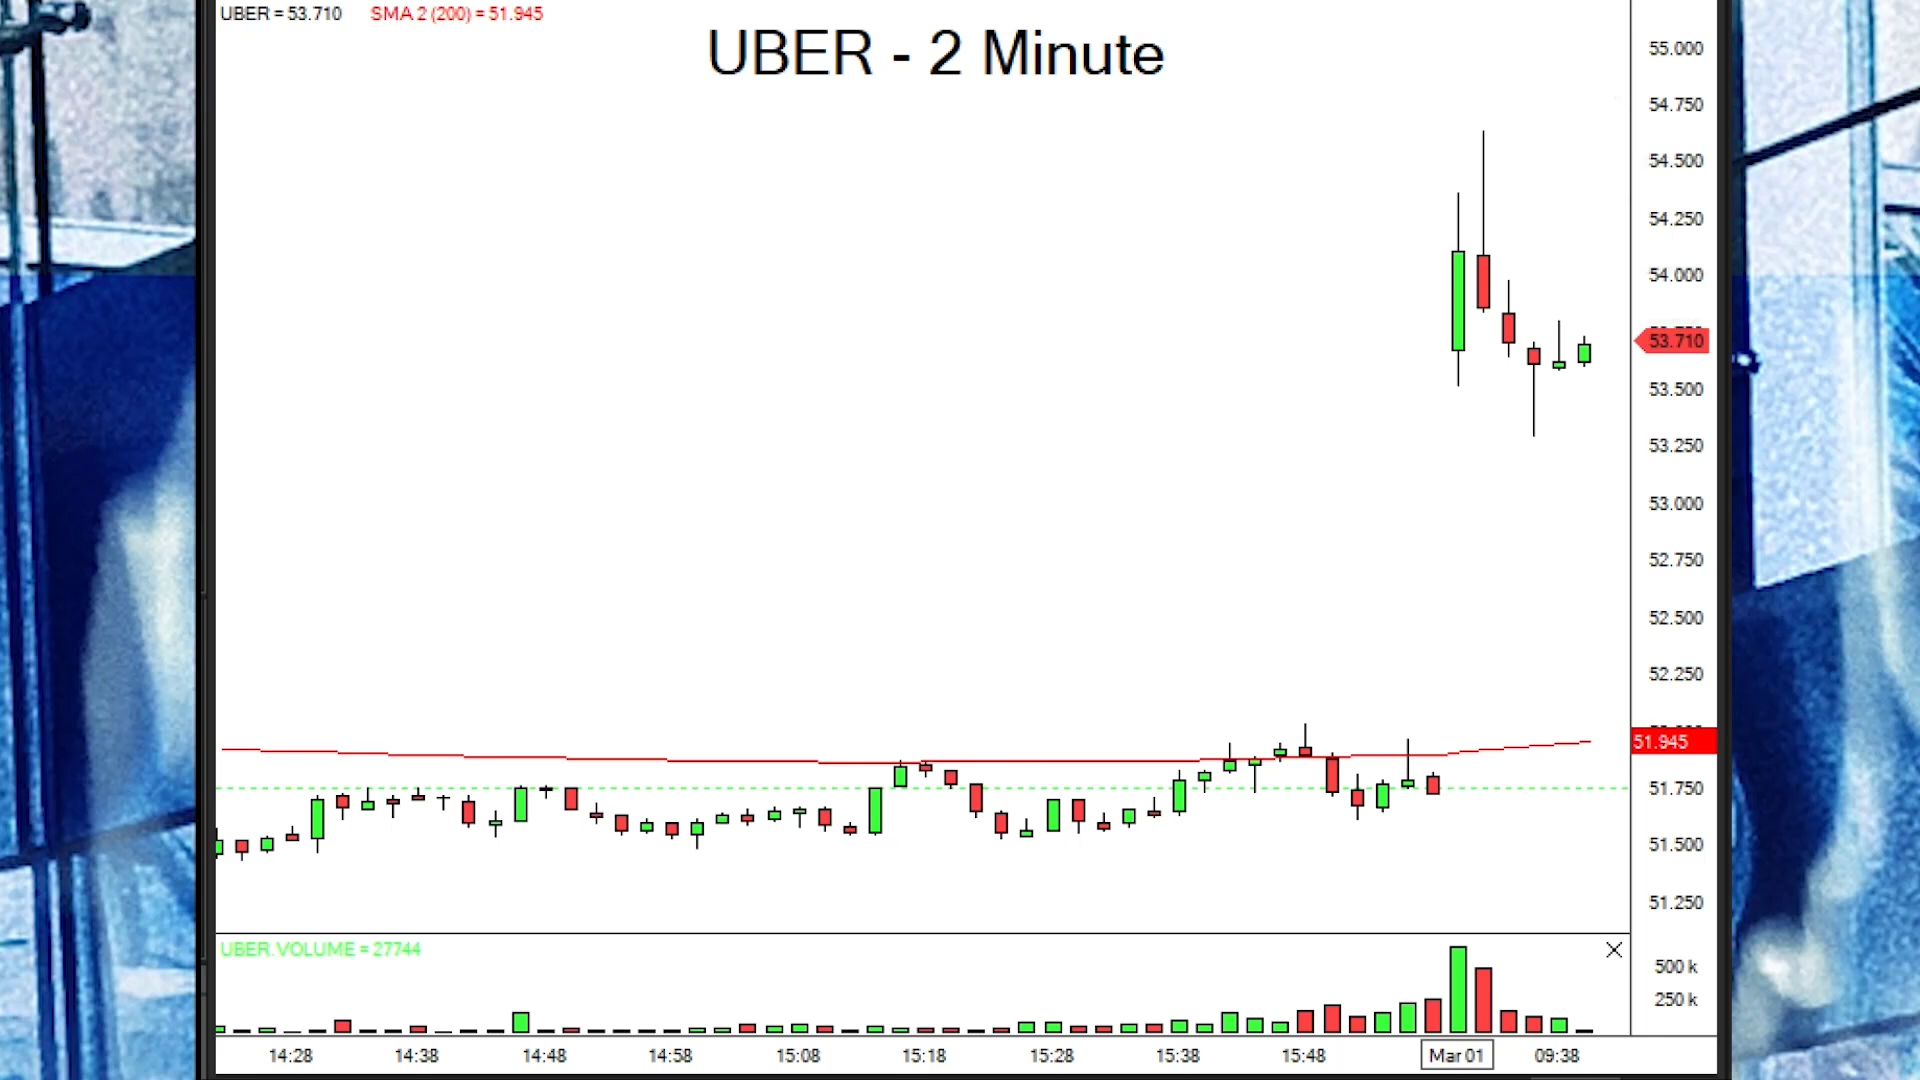 UBER = 53.710 SMA 2 (200) = 51.945
UBER - 2 Minute
55.000
54.750
54.500
54.250
54.000
53.710
53.500
53.250
53.000
52.750
52.500
52.250
51.945
51.750
51.500
51.250
UBER.VOLUME = 27744
500 k
250 k
14:28 14:38 14:48 14:58 15:08 15:18 15:28 15:38 15:48 Mar 01 09:38